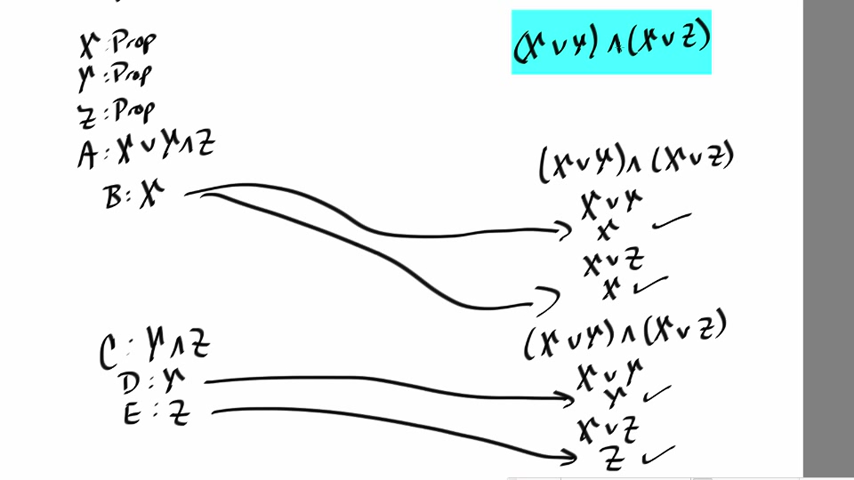 X : Prop
Y : Prop
Z : Prop
A : X ∨ Y ∧ Z
B : X
C : Y ∧ Z
D : Y
E : Z
(X ∨ Y) ∧ (X ∨ Z)
(X ∨ Y) ∧ (X ∨ Z)
X ∨ Y
X ✓
X ∨ Z
X ✓
(X ∨ Y) ∧ (X ∨ Z)
X ∨ Y
Y ✓
X ∨ Z
Z ✓